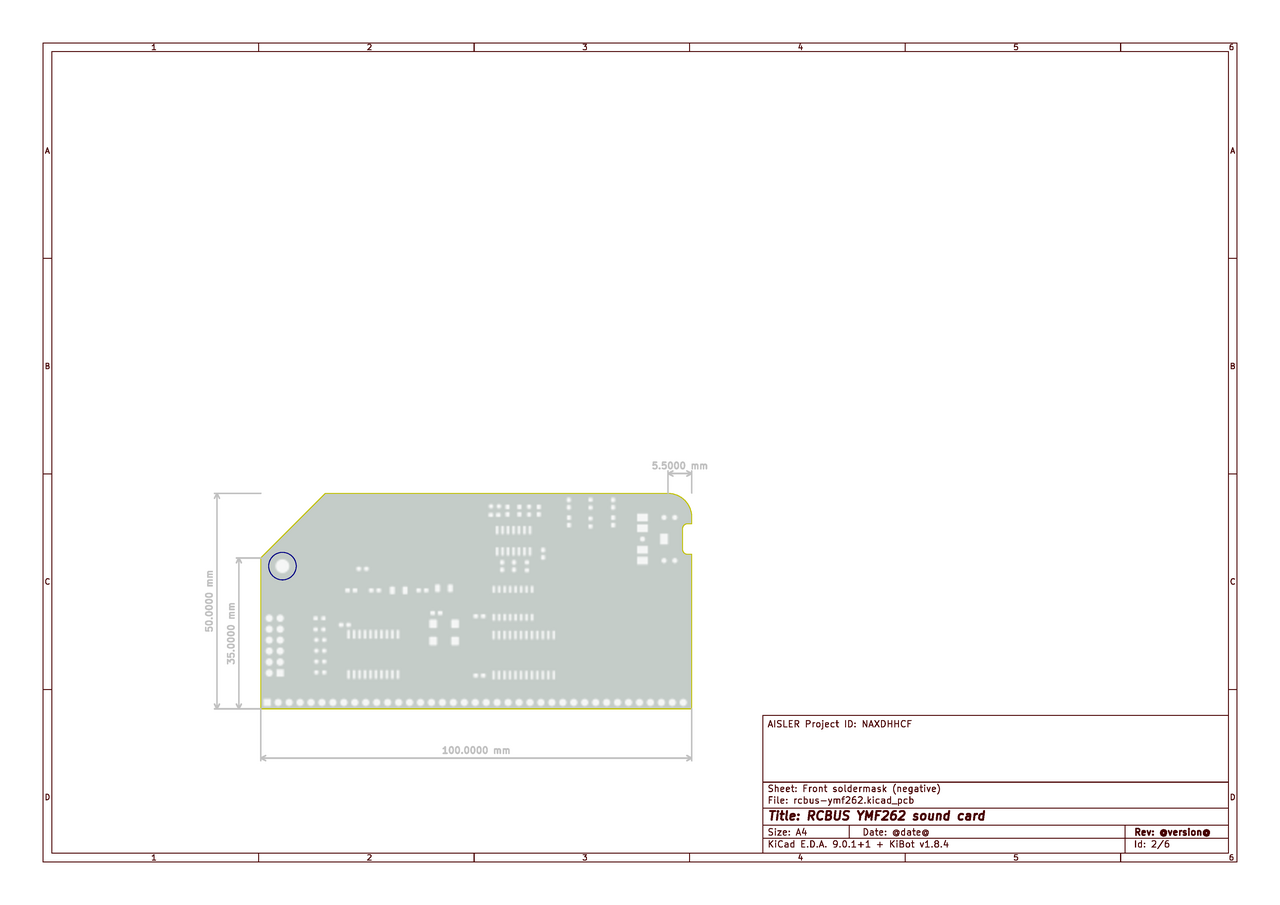 1 2 3 4 5 6
A A
B B
5.5000 mm
C C
50.0000 mm
35.0000 mm
AISLER Project ID: NAXDHHCF
100.0000 mm
Sheet: Front soldermask (negative)
D D
File: rcbus-ymf262.kicad_pcb
Title: RCBUS YMF262 sound card
Size: A4 Date: @date@ Rev: @version@
KiCad E.D.A. 9.0.1+1 + KiBot v1.8.4 Id: 2/6
1 2 3 4 5 6